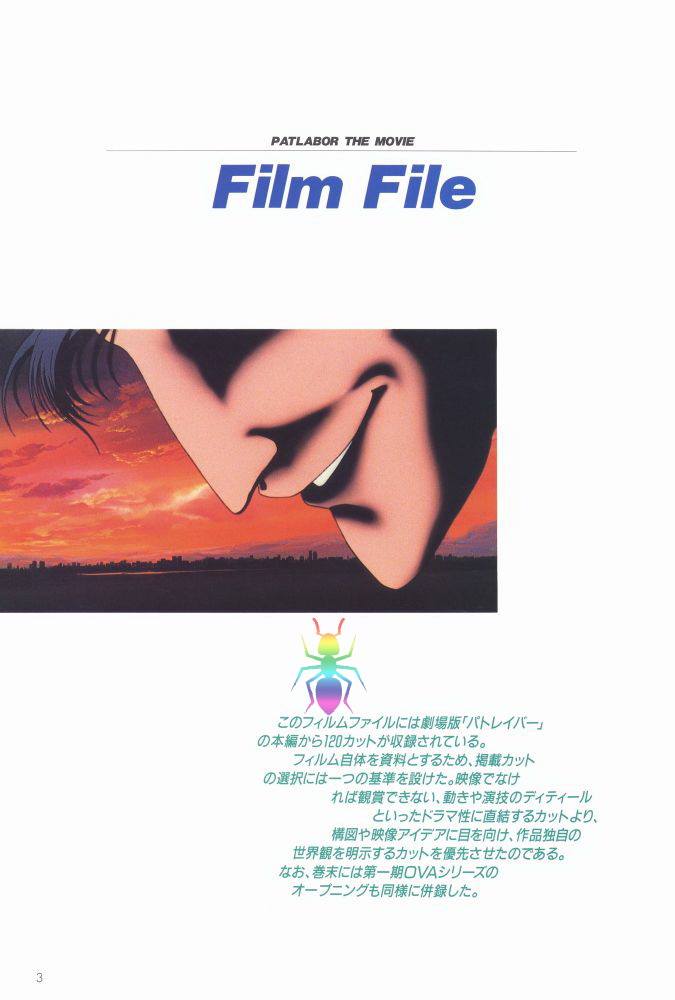 PATLABOR THE MOVIE
Film File
このフィルムファイルには劇場版「パトレイバー」
の本編から120カットが収録されている。
フィルム自体を資料とするため、掲載カット
の選択には一つの基準を設けた。映像でなけ
れば観賞できない、動きや演技のディティール
といったドラマ性に直結するカットより、
構図や映像アイデアに目を向け、作品独自の
世界観を明示するカットを優先させたのである。
なお、巻末には第一期OVAシリーズの
オープニングも同様に併録した。
3